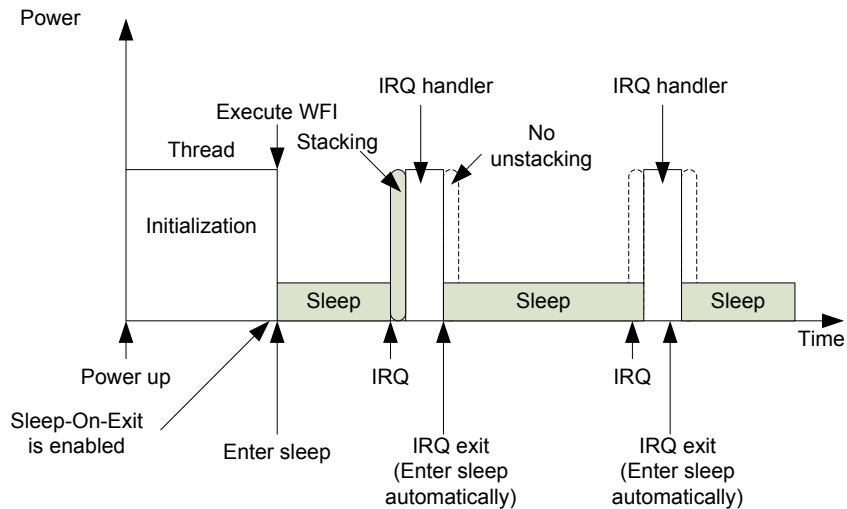 Power
IRQ handler
IRQ handler
Execute WFI
Thread
Stacking
No
unstacking
Initialization
Sleep
Sleep
Sleep
Time
Power up
IRQ
IRQ
Sleep-On-Exit
is enabled
Enter sleep
IRQ exit
(Enter sleep
automatically)
IRQ exit
(Enter sleep
automatically)